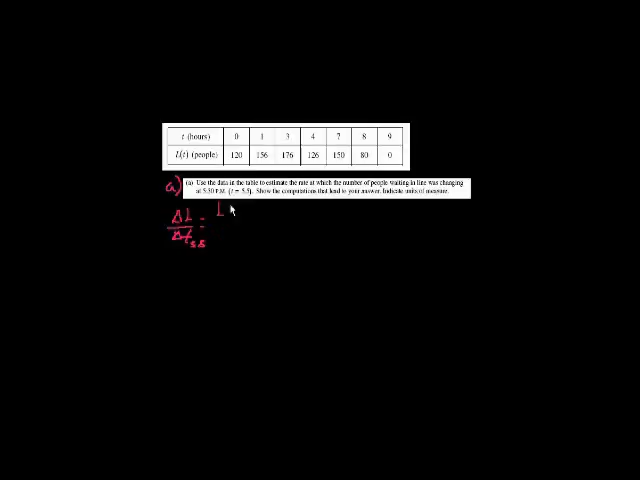 t (hours) 0 1 3 4 7 8 9
L(t) (people) 120 156 176 126 150 80 0
a) (a) Use the data in the table to estimate the rate at which the number of people waiting in line was changing
at 5:30 P.M. (t = 5.5). Show the computations that lead to your answer. Indicate units of measure.
ΔL L
Δt 5.5 =